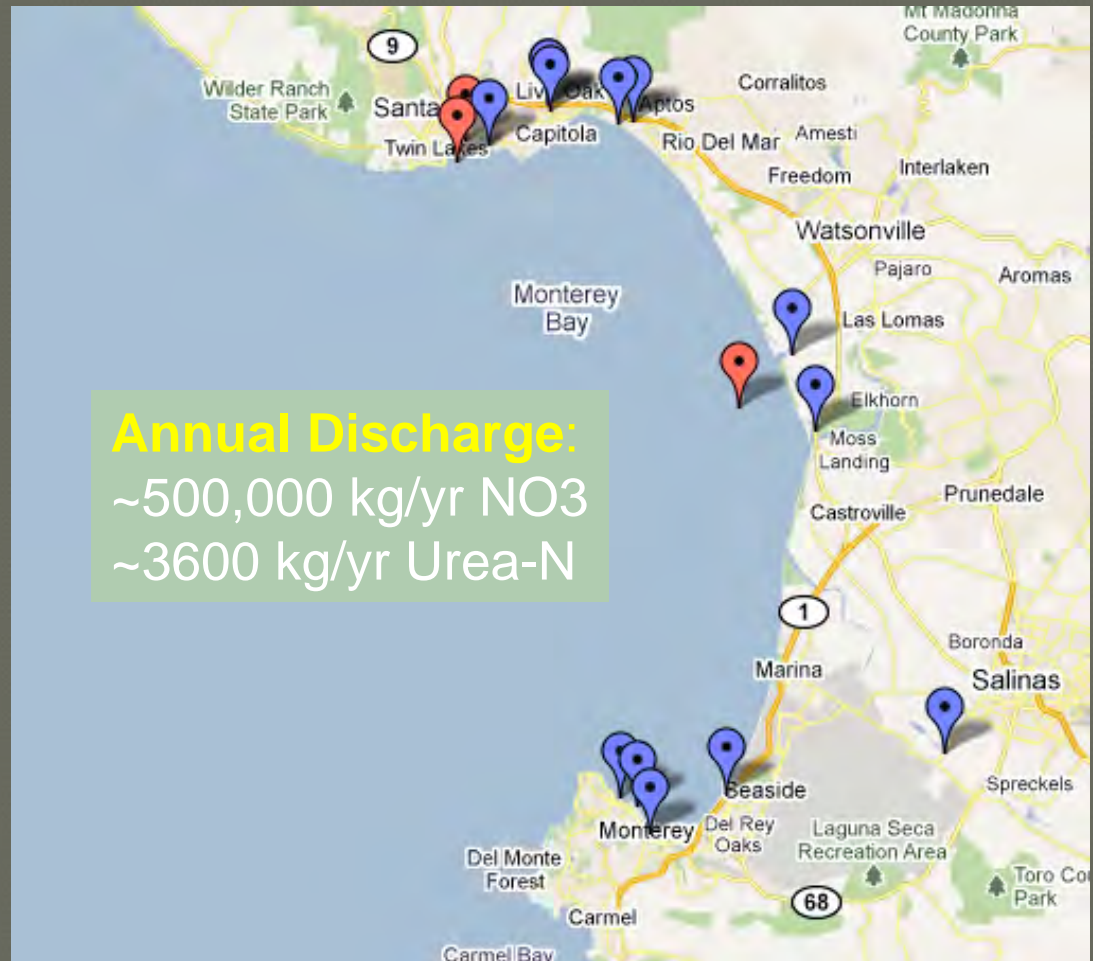 Mt Madonna
County Park
9
Wilder Ranch
State Park
Santa
Live Oak
Aptos
Corralitos
Twin Lakes
Capitola
Rio Del Mar
Amesti
Freedom
Interlaken
Watsonville
Pajaro
Aromas
Monterey
Bay
Las Lomas
Elkhorn
Moss
Landing
Annual Discharge:
~500,000 kg/yr NO3
~3600 kg/yr Urea-N
Prunedale
Castroville
1
Boronda
Marina
Salinas
Spreckels
Seaside
Monterey
Del Rey
Oaks
Laguna Seca
Recreation Area
Del Monte
Forest
Toro Cou
Park
68
Carmel
Carmel Bay